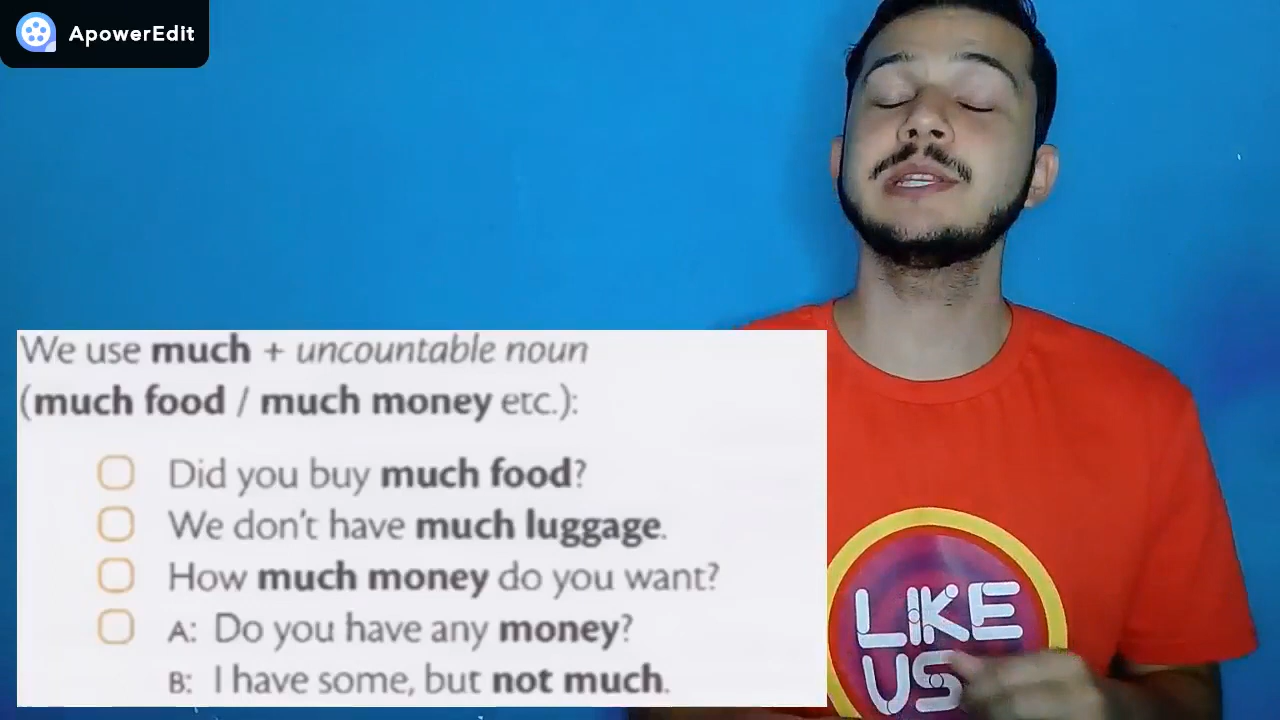 ApowerEdit
We use much + uncountable noun
(much food / much money etc.):
Did you buy much food?
We don't have much luggage.
How much money do you want?
A: Do you have any money?
B: I have some, but not much.
LIKE
US